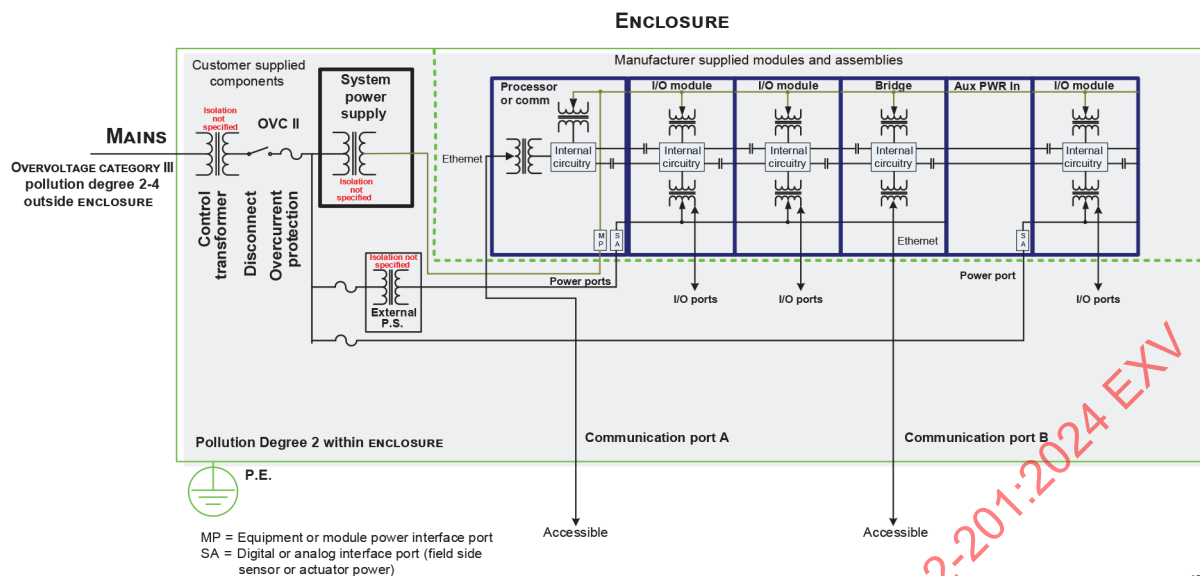 ENCLOSURE
Customer supplied
components
Manufacturer supplied modules and assemblies
System
power
supply
Processor
or comm
I/O module
I/O module
Bridge
Aux PWR In
I/O module
Isolation
not
specified
OVC II
MAINS
OVERVOLTAGE CATEGORY III
pollution degree 2-4
outside ENCLOSURE
Ethernet
Internal
circuitry
Internal
circuitry
Internal
circuitry
Internal
circuitry
Internal
circuitry
Isolation
not
specified
Control
transformer
Disconnect
Overcurrent
protection
M
P
S
A
Ethernet
S
A
Isolation not
specified
External
P.S.
Power ports
Power port
I/O ports
I/O ports
I/O ports
Pollution Degree 2 within ENCLOSURE
Communication port A
Communication port B
P.E.
Accessible
Accessible
MP = Equipment or module power interface port
SA = Digital or analog interface port (field side
sensor or actuator power)
2-201:2024 EXV